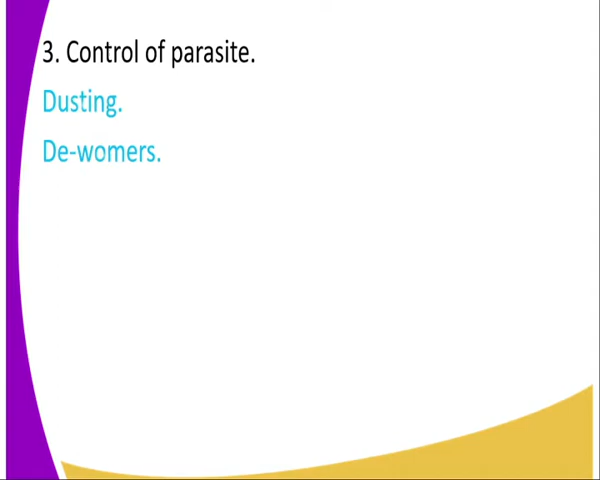 3. Control of parasite.
Dusting.
De-womers.